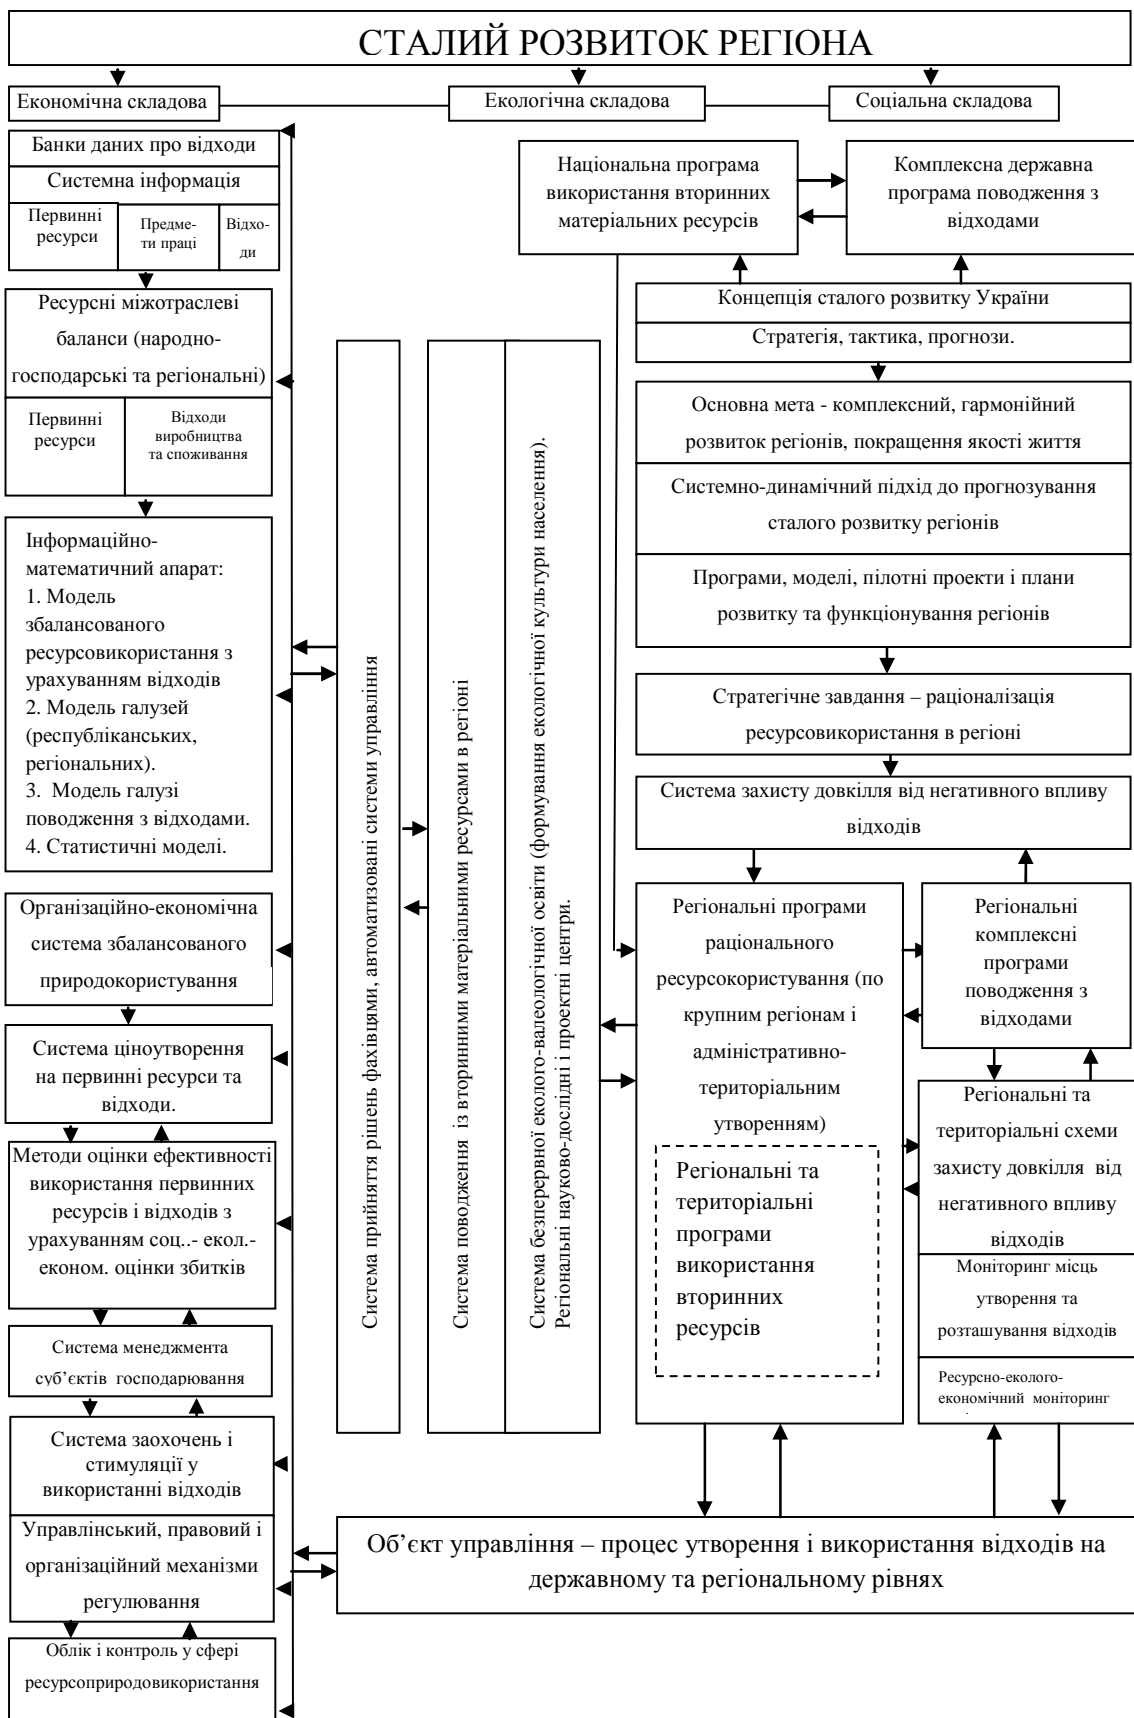 СТАЛИЙ РОЗВИТОК РЕГІОНА
Економічна складова
Екологічна складова
Соціальна складова
Банки даних про відходи
Системна інформація
Первинні
ресурси
Предме-
ти праці
Відхо-
ди
Ресурсні міжотраслеві
баланси (народно-
господарські та регіональні)
Первинні
ресурси
Відходи
виробництва
та споживання
Інформаційно-
математичний апарат:
1. Модель
збалансованого
ресурсовикористання з
урахуванням відходів
2. Модель галузей
(республіканських,
регіональних).
3. Модель галузі
поводження з відходами.
4. Статистичні моделі.
Організаційно-економічна
система збалансованого
природокористування
Система ціноутворення
на первинні ресурси та
відходи.
Методи оцінки ефективності
використання первинних
ресурсів і відходів з
урахуванням соц..- екол.-
економ. оцінки збитків
Система менеджмента
суб’єктів господарювання
Система заохочень і
стимуляції у
використанні відходів
Управлінський, правовий і
організаційний механізми
регулювання
Облік і контроль у сфері
ресурсоприродовикористання
Система прийняття рішень фахівцями, автоматизовані системи управління
Система поводження із вторинними матеріальними ресурсами в регіоні
Система безперервної еколого-валеологічної освіти (формування екологічної культури населення).
Регіональні науково-дослідні і проектні центри.
Національна програма
використання вторинних
матеріальних ресурсів
Комплексна державна
програма поводження з
відходами
Концепція сталого розвитку України
Стратегія, тактика, прогнози.
Основна мета - комплексний, гармонійний
розвиток регіонів, покращення якості життя
Системно-динамічний підхід до прогнозування
сталого розвитку регіонів
Програми, моделі, пілотні проекти і плани
розвитку та функціонування регіонів
Стратегічне завдання – раціоналізація
ресурсовикористання в регіоні
Система захисту довкілля від негативного впливу
відходів
Регіональні програми
раціонального
ресурсокористування (по
крупним регіонам і
адміністративно-
територіальним
утворенням)
Регіональні та
територіальні
програми
використання
вторинних
ресурсів
Регіональні
комплексні
програми
поводження з
відходами
Регіональні та
територіальні схеми
захисту довкілля від
негативного впливу
відходів
Моніторинг місць
утворення та
розташування відходів
Ресурсно-еколого-
економічний моніторинг
Об’єкт управління – процес утворення і використання відходів на
державному та регіональному рівнях